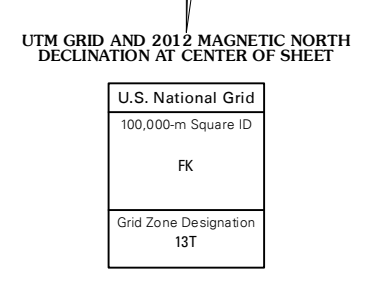 UTM GRID AND 2012 MAGNETIC NORTH
DECLINATION AT CENTER OF SHEET
U.S. National Grid
100,000-m Square ID
FK
Grid Zone Designation
13T